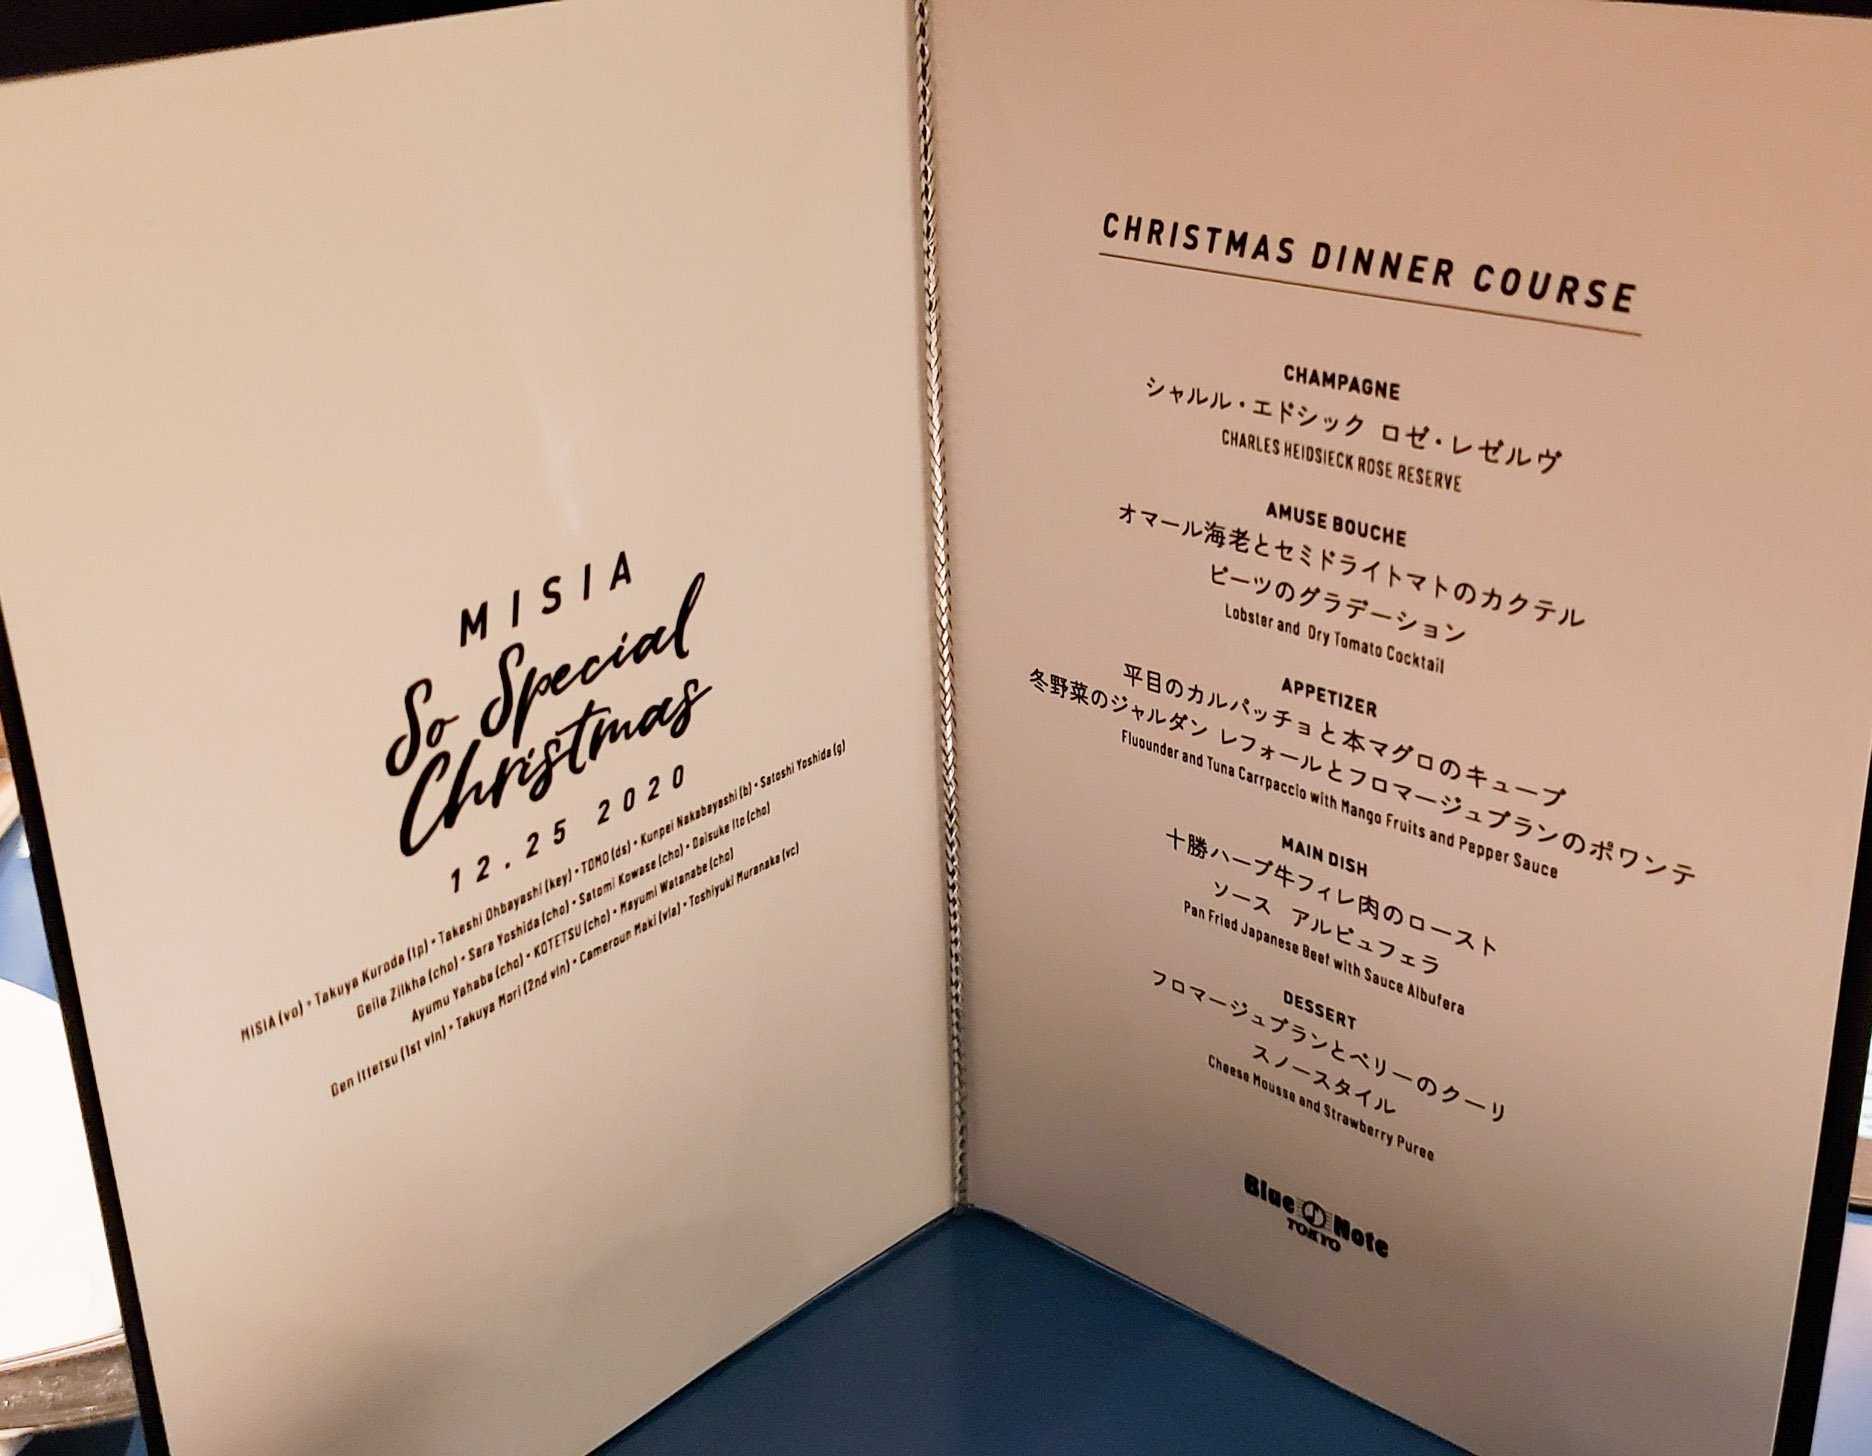 MISIA
So Special
Christmas
12.25 2020
MISIA (vo) • Takuya Kuroda (tp) • Takeshi Ohbayashi (key) • TOMO (ds) • Kunpei Nakabayashi (b) • Satoshi Yoshida (g)
Geila Zilkha (cho) • Sara Yoshida (cho) • Satomi Kowase (cho) • Daisuke Ito (cho)
Ayumu Yahaba (cho) • KOTETSU (cho) • Mayumi Watanabe (cho)
Gen Ittetsu (1st vln) • Takuya Mori (2nd vln) • Cameroun Maki (vla) • Toshiyuki Muranaka (vc)
CHRISTMAS DINNER COURSE
CHAMPAGNE
シャルル・エドシック ロゼ・レゼルヴ
CHARLES HEIDSIECK ROSE RESERVE
AMUSE BOUCHE
オマール海老とセミドライトマトのカクテル
ビーツのグラデーション
Lobster and Dry Tomato Cocktail
APPETIZER
平目のカルパッチョと本マグロのキューブ
冬野菜のジャルダン レフォールとフロマージュブランのポワンテ
Fluounder and Tuna Carrpaccio with Mango Fruits and Pepper Sauce
MAIN DISH
十勝ハーブ牛フィレ肉のロースト
ソース アルビュフェラ
Pan Fried Japanese Beef with Sauce Albufera
DESSERT
フロマージュブランとベリーのクーリ
スノースタイル
Cheese Mousse and Strawberry Puree
Blue Note
TOKYO